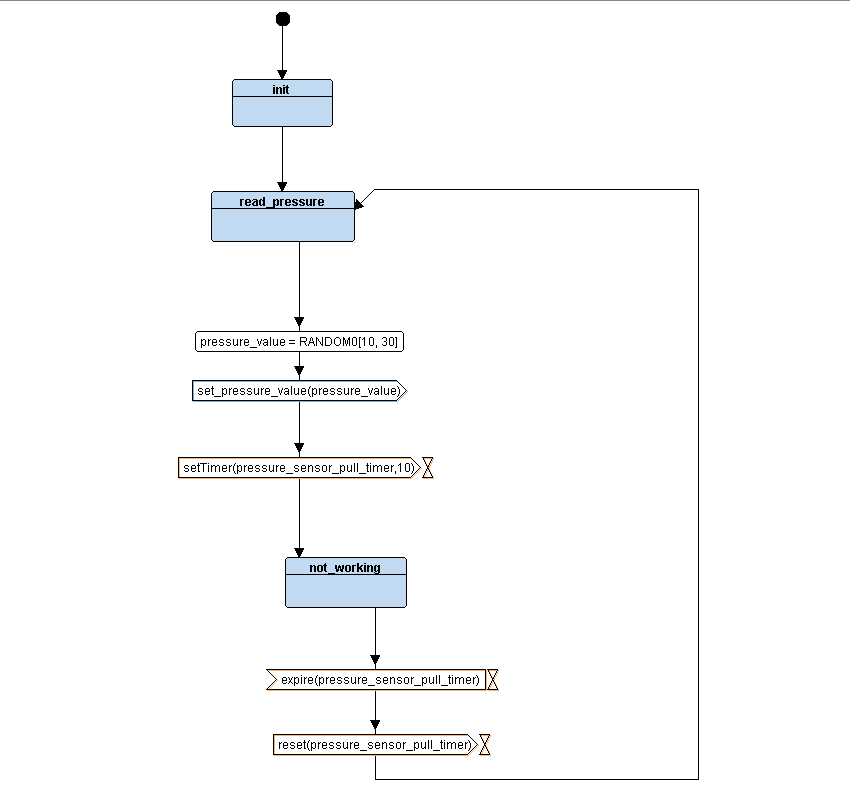 init
read_pressure
pressure_value = RANDOM0[10, 30]
set_pressure_value(pressure_value)
setTimer(pressure_sensor_pull_timer,10)
not_working
expire(pressure_sensor_pull_timer)
reset(pressure_sensor_pull_timer)